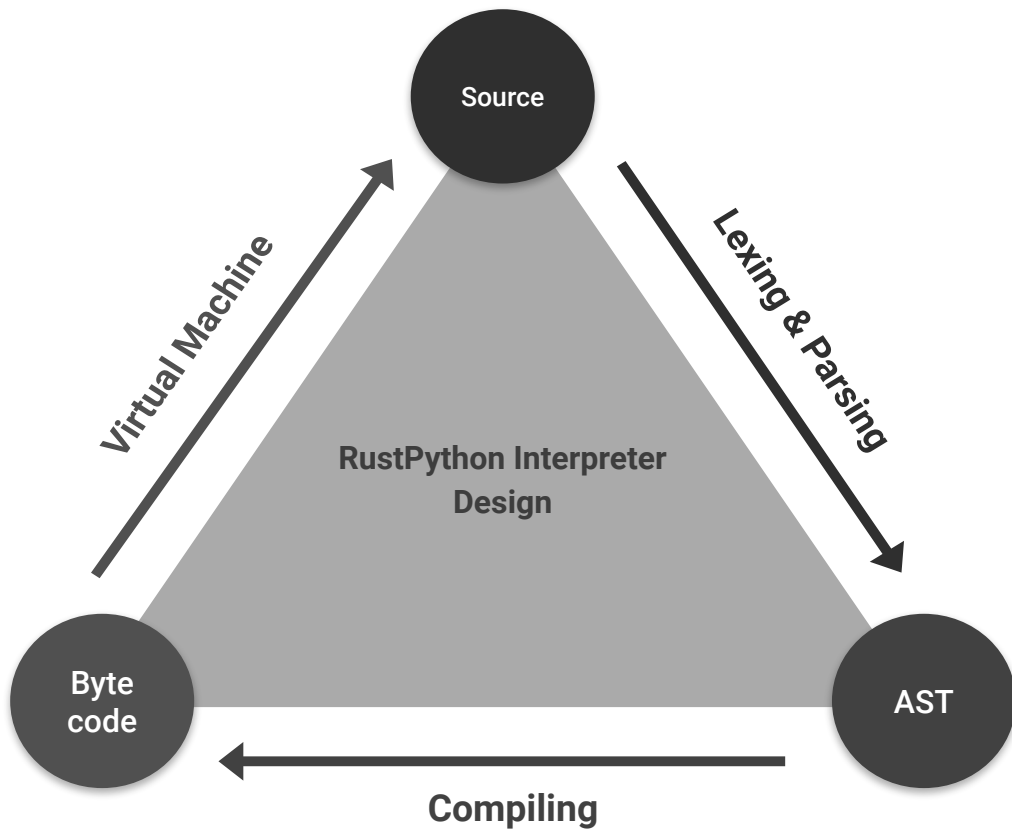 Source
Virtual Machine
Lexing & Parsing
RustPython Interpreter
Design
Byte
code
AST
Compiling